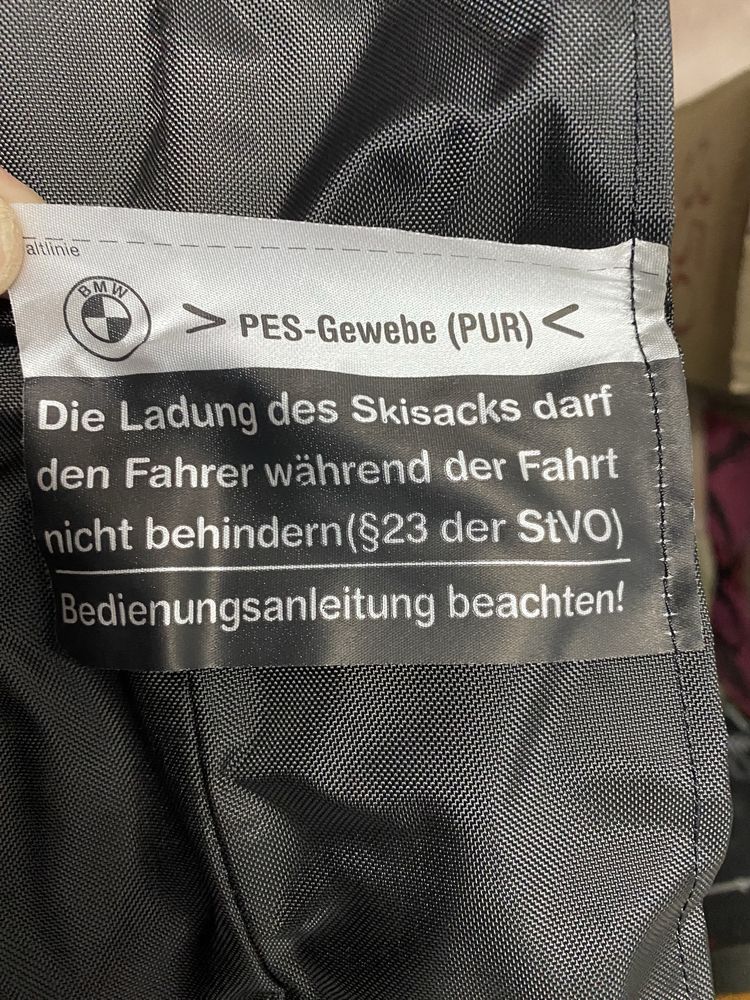 altlinie
BMW
> PES-Gewebe (PUR) <
Die Ladung des Skisacks darf
den Fahrer während der Fahrt
nicht behindern(§23 der StVO)
Bedienungsanleitung beachten!